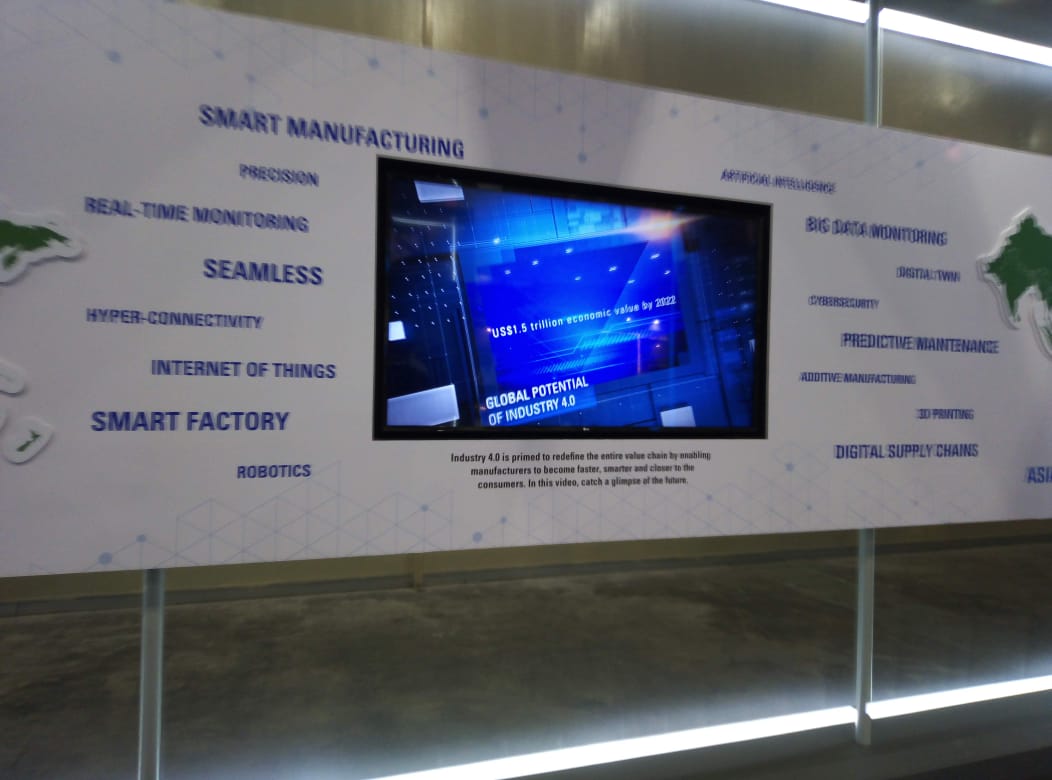 SMART MANUFACTURING
PRECISION
REAL-TIME MONITORING
SEAMLESS
HYPER-CONNECTIVITY
INTERNET OF THINGS
SMART FACTORY
ROBOTICS
US$1.5 trillion economic value by 2022
GLOBAL POTENTIAL
OF INDUSTRY 4.0
Industry 4.0 is primed to redefine the entire value chain by enabling
manufacturers to become faster, smarter and closer to the
consumers. In this video, catch a glimpse of the future.
ARTIFICIAL INTELLIGENCE
BIG DATA MONITORING
DIGITAL TWIN
CYBERSECURITY
PREDICTIVE MAINTENANCE
ADDITIVE MANUFACTURING
3D PRINTING
DIGITAL SUPPLY CHAINS